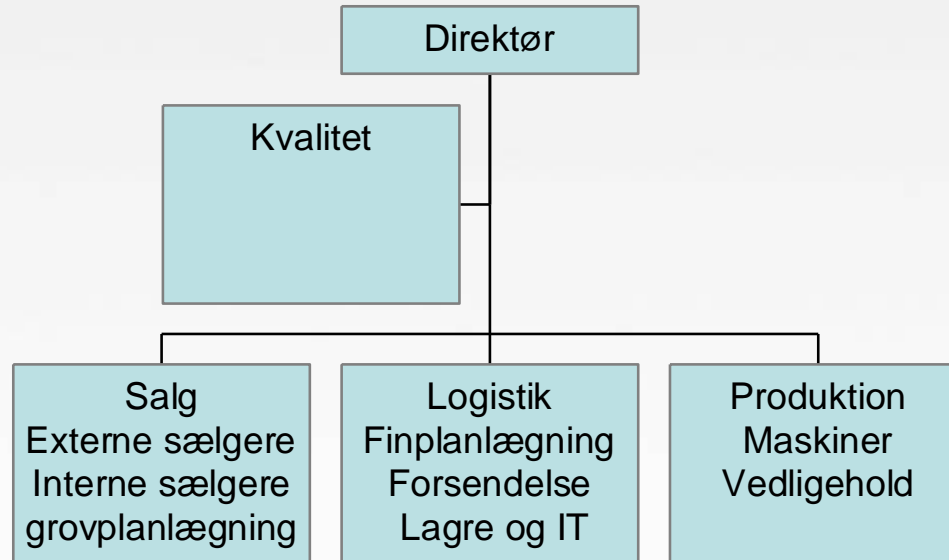 Direktør
Kvalitet
Salg
Externe sælgere
Interne sælgere
grovplanlægning
Logistik
Finplanlægning
Forsendelse
Lagre og IT
Produktion
Maskiner
Vedligehold